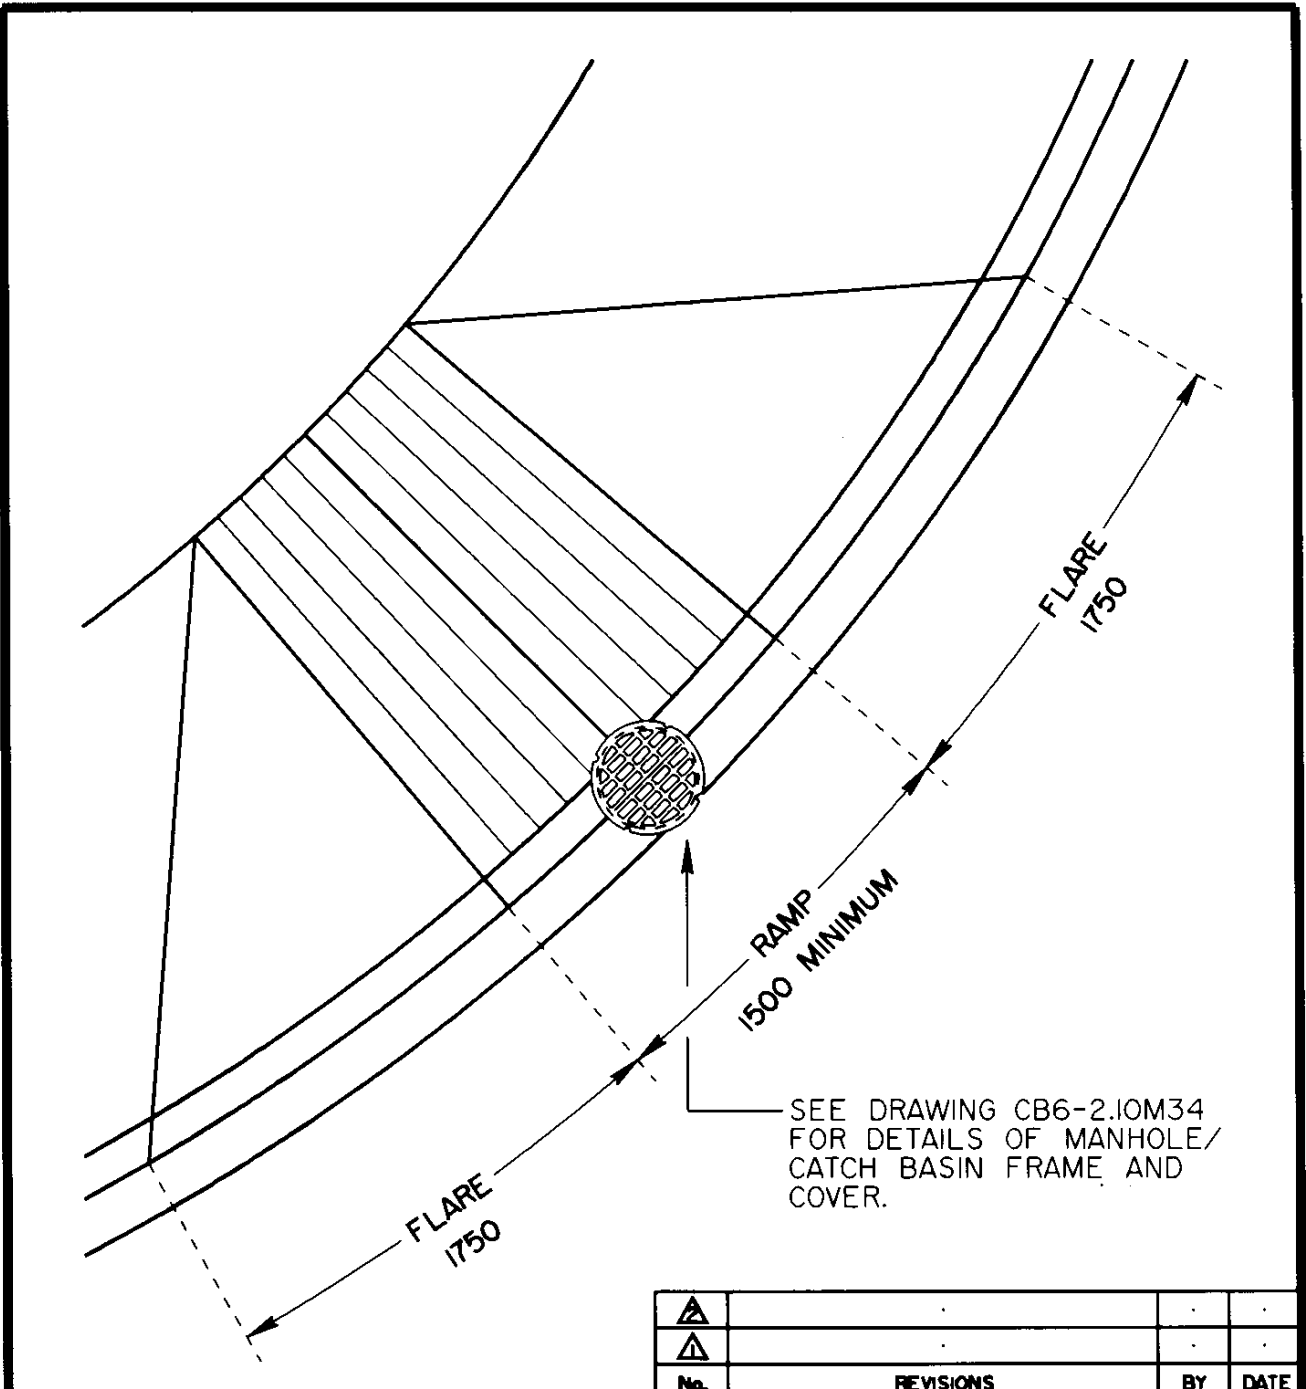 FLARE
1750
RAMP
1500 MINIMUM
SEE DRAWING CB6-2.10M34
FOR DETAILS OF MANHOLE/
CATCH BASIN FRAME AND
COVER.
FLARE
1750
2
1
No. REVISIONS BY DATE